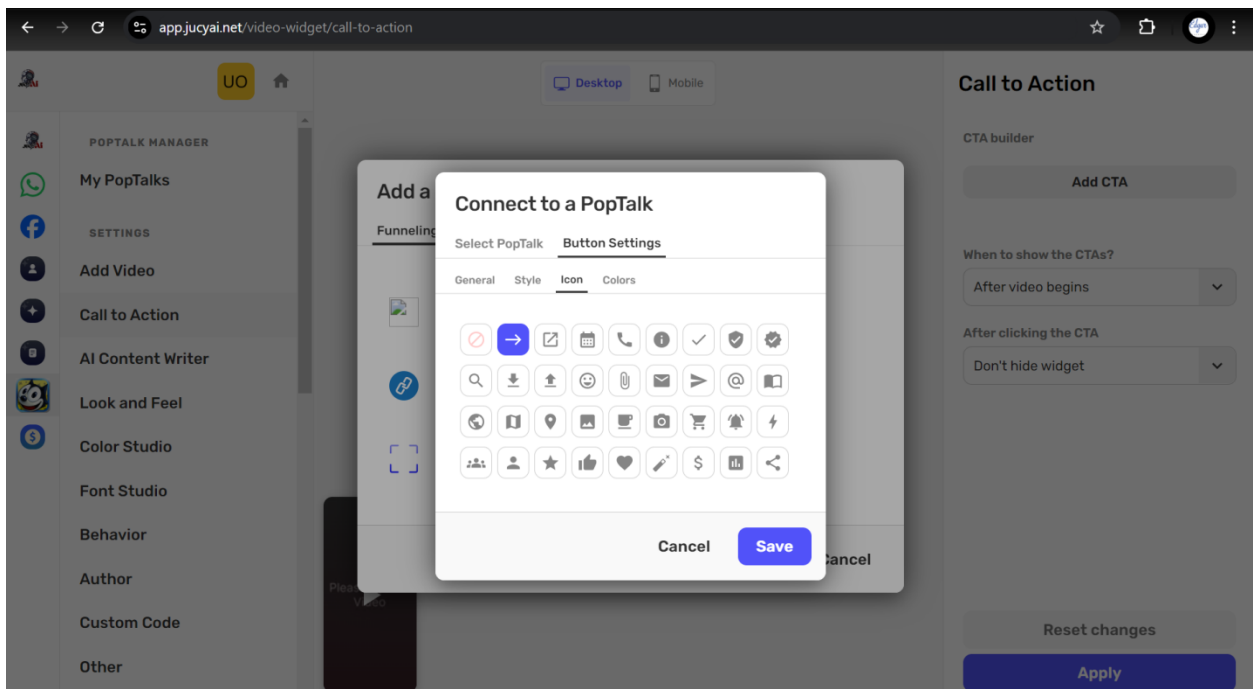 app.jucyai.net/video-widget/call-to-action
UO
Desktop
Mobile
Call to Action
POPTALK MANAGER
My PopTalks
SETTINGS
Add Video
Call to Action
AI Content Writer
Look and Feel
Color Studio
Font Studio
Behavior
Author
Custom Code
Other
Add a
Funneling
Connect to a PopTalk
Select PopTalk
Button Settings
General
Style
Icon
Colors
Cancel
Save
Cancel
Video
CTA builder
Add CTA
When to show the CTAs?
After video begins
After clicking the CTA
Don't hide widget
Reset changes
Apply